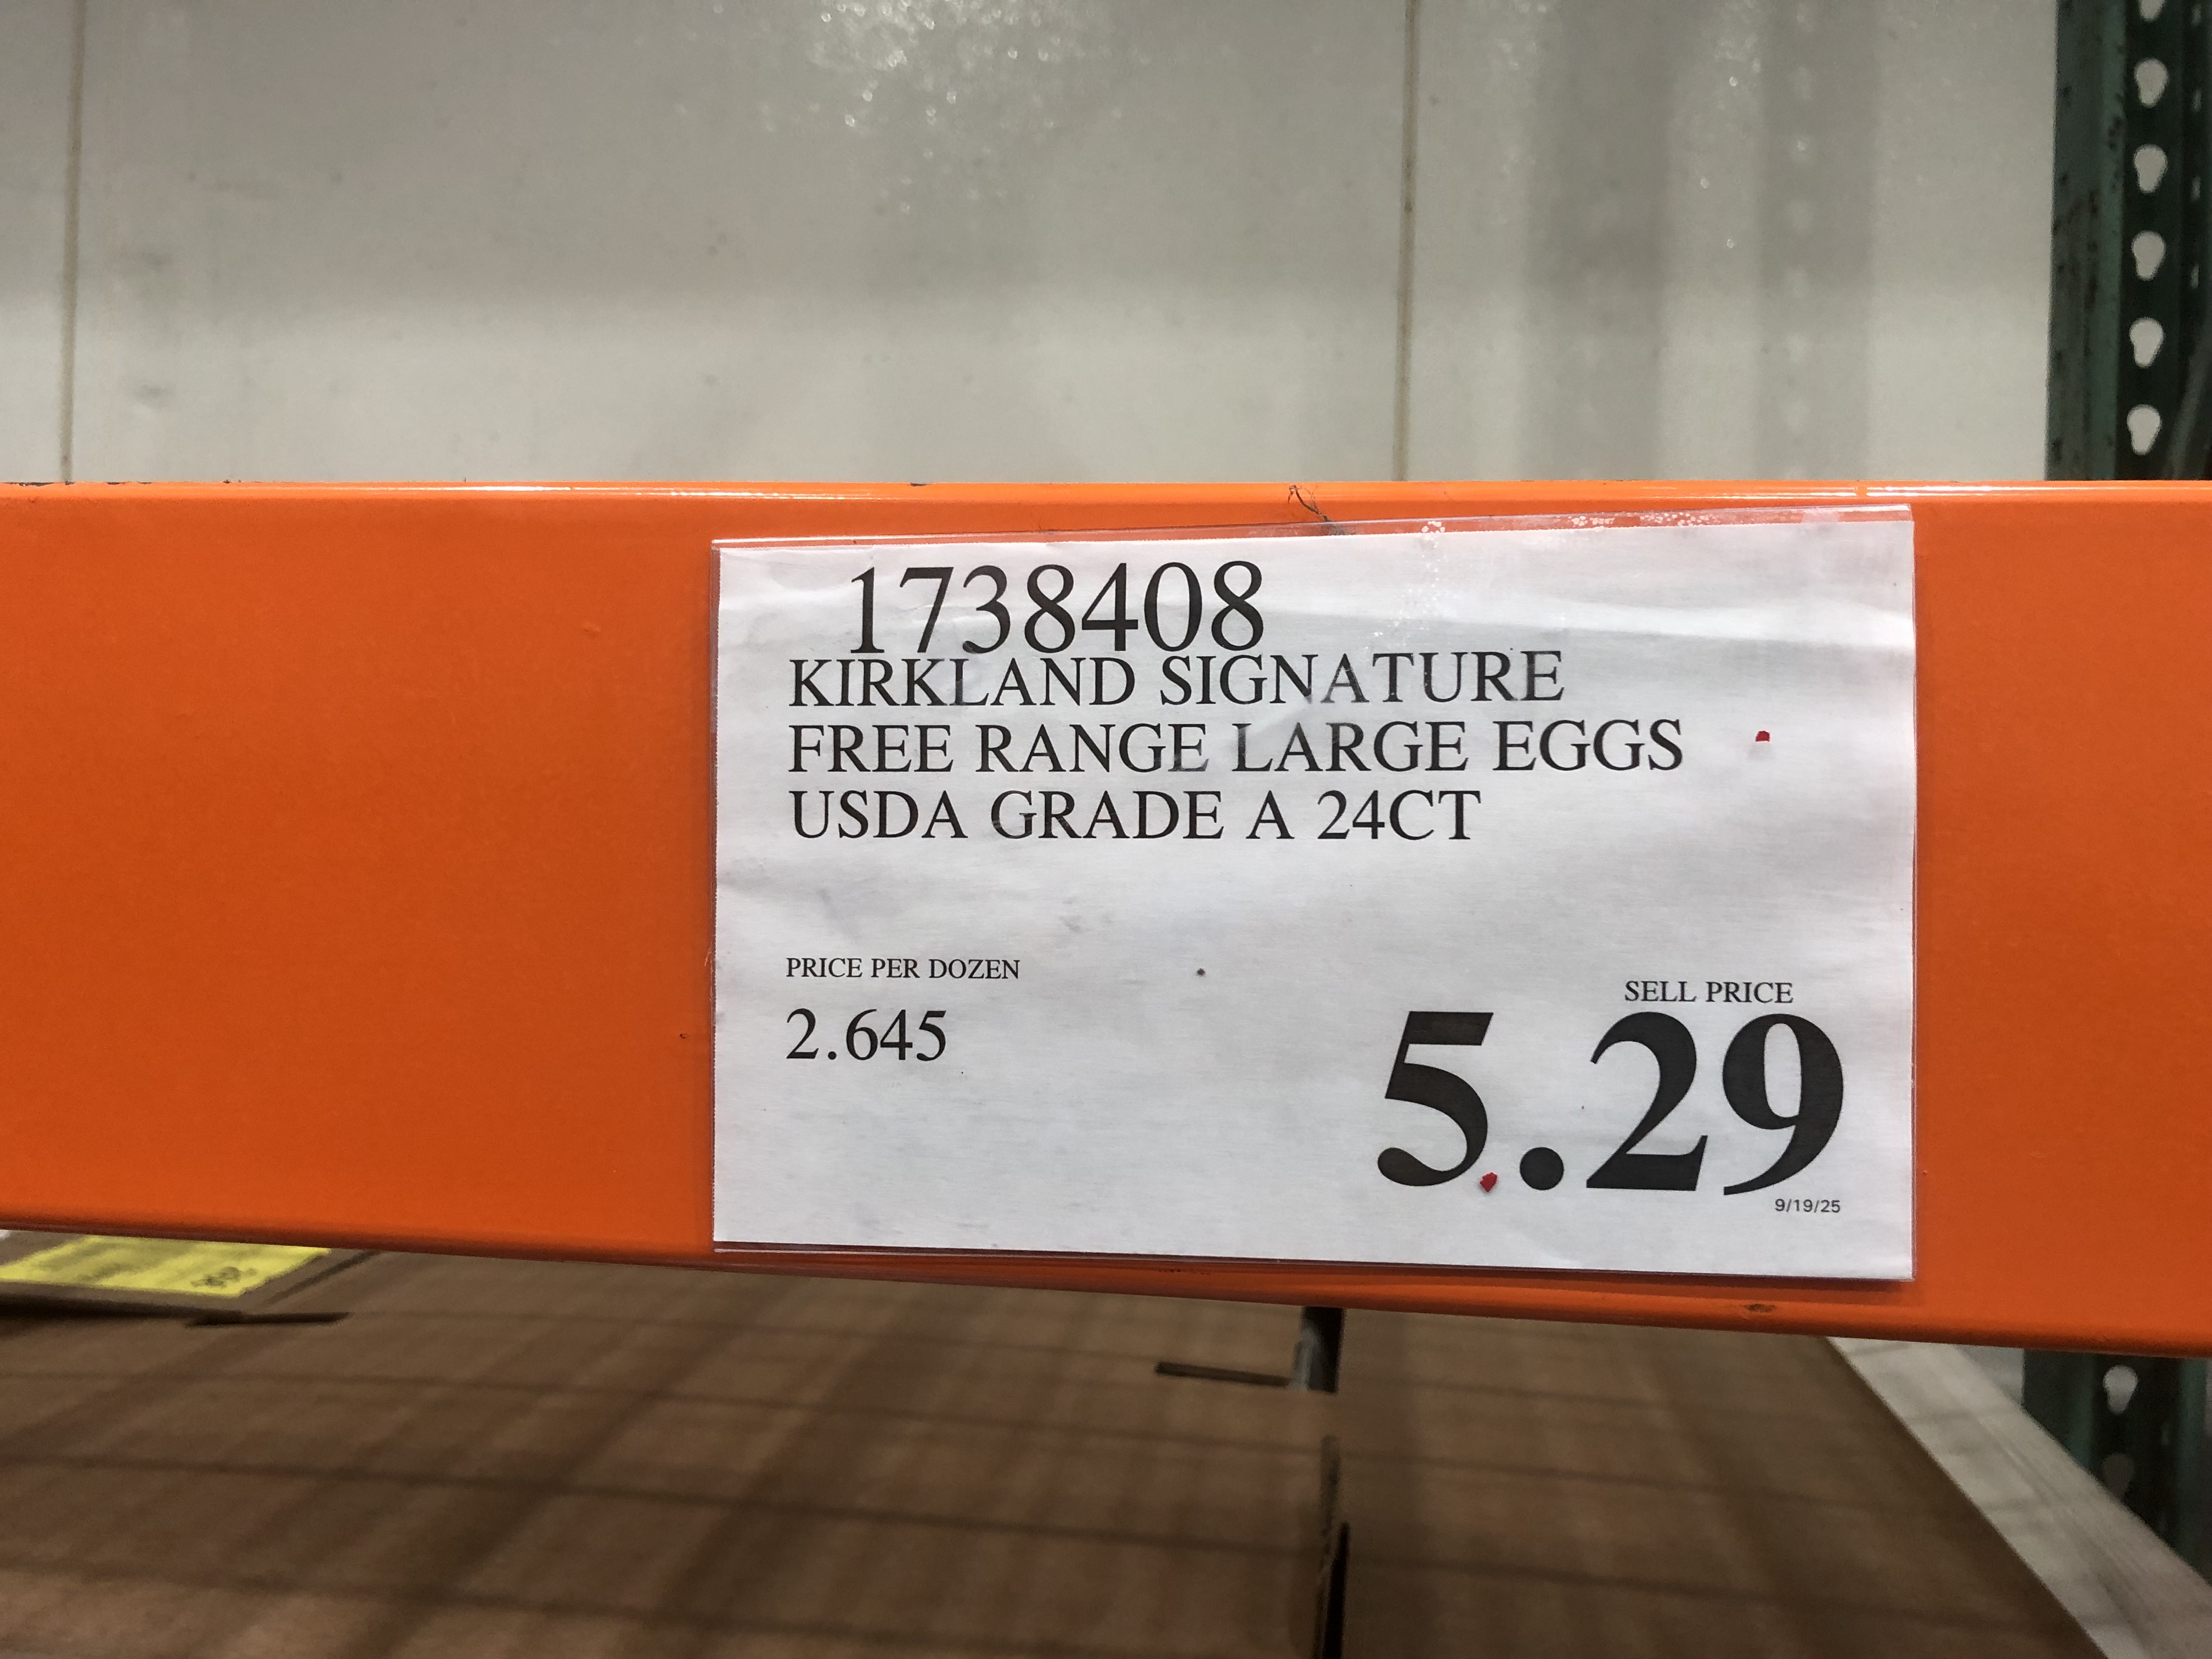 1738408
KIRKLAND SIGNATURE
FREE RANGE LARGE EGGS
USDA GRADE A 24CT
PRICE PER DOZEN
2.645
SELL PRICE
5.29
9/19/25